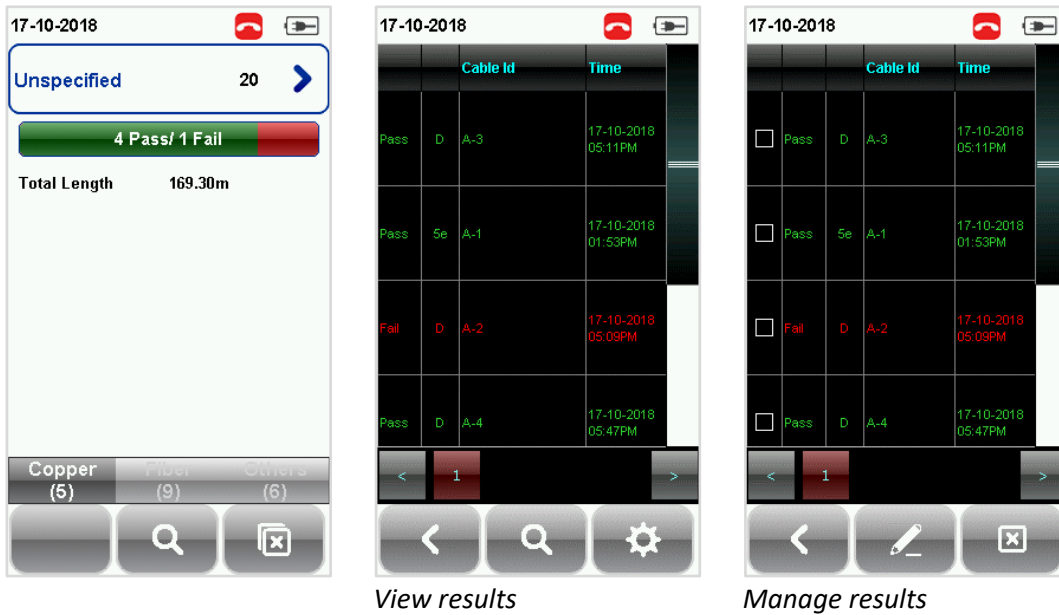 17-10-2018
Unspecified 20
4 Pass/ 1 Fail
Total Length 169.30m
Copper Fiber Others
(5) (9) (6)
17-10-2018
Cable Id Time
Pass D A-3 17-10-2018
05:11PM
Pass 5e A-1 17-10-2018
01:53PM
Fail D A-2 17-10-2018
05:09PM
Pass D A-4 17-10-2018
05:47PM
< 1 >
View results
17-10-2018
Cable Id Time
Pass D A-3 17-10-2018
05:11PM
Pass 5e A-1 17-10-2018
01:53PM
Fail D A-2 17-10-2018
05:09PM
Pass D A-4 17-10-2018
05:47PM
< 1 >
Manage results